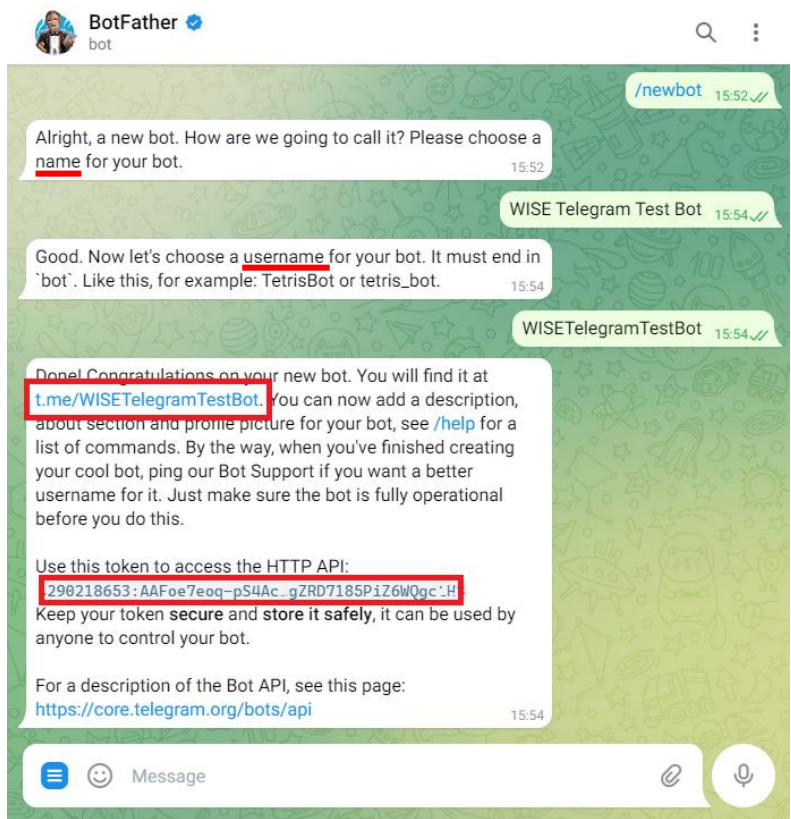 BotFather
bot
/newbot 15:52
Alright, a new bot. How are we going to call it? Please choose a
name for your bot. 15:52
WISE Telegram Test Bot 15:54
Good. Now let's choose a username for your bot. It must end in
`bot`. Like this, for example: TetrisBot or tetris_bot. 15:54
WISETelegramTestBot 15:54
Done! Congratulations on your new bot. You will find it at
t.me/WISETelegramTestBot. You can now add a description,
about section and profile picture for your bot, see /help for a
list of commands. By the way, when you've finished creating
your cool bot, ping our Bot Support if you want a better
username for it. Just make sure the bot is fully operational
before you do this.
Use this token to access the HTTP API:
Keep your token secure and store it safely, it can be used by
anyone to control your bot.
For a description of the Bot API, see this page:
https://core.telegram.org/bots/api 15:54
Message